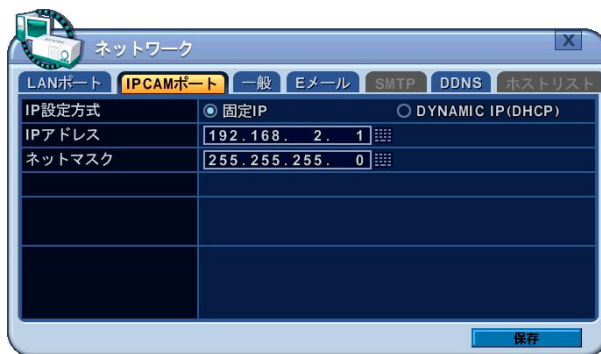 ネットワーク
X
LANポート IPCAMポート 一般 Eメール SMTP DDNS ホストリスト
IP設定方式 固定IP DYNAMIC IP(DHCP)
IPアドレス 192.168. 2. 1
ネットマスク 255.255.255. 0
保存